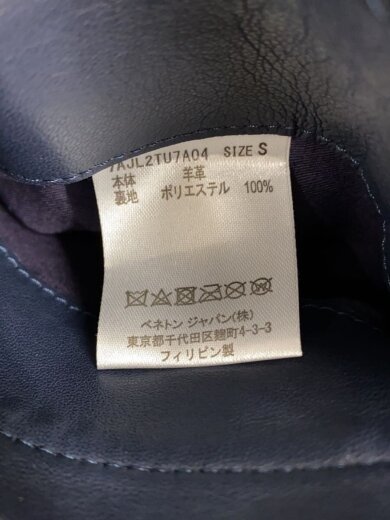 7AJL2TU7A04 SIZE S
本体 羊革
裏地 ポリエステル 100%
ベネトン ジャパン(株)
東京都千代田区麹町4-3-3
フィリピン製